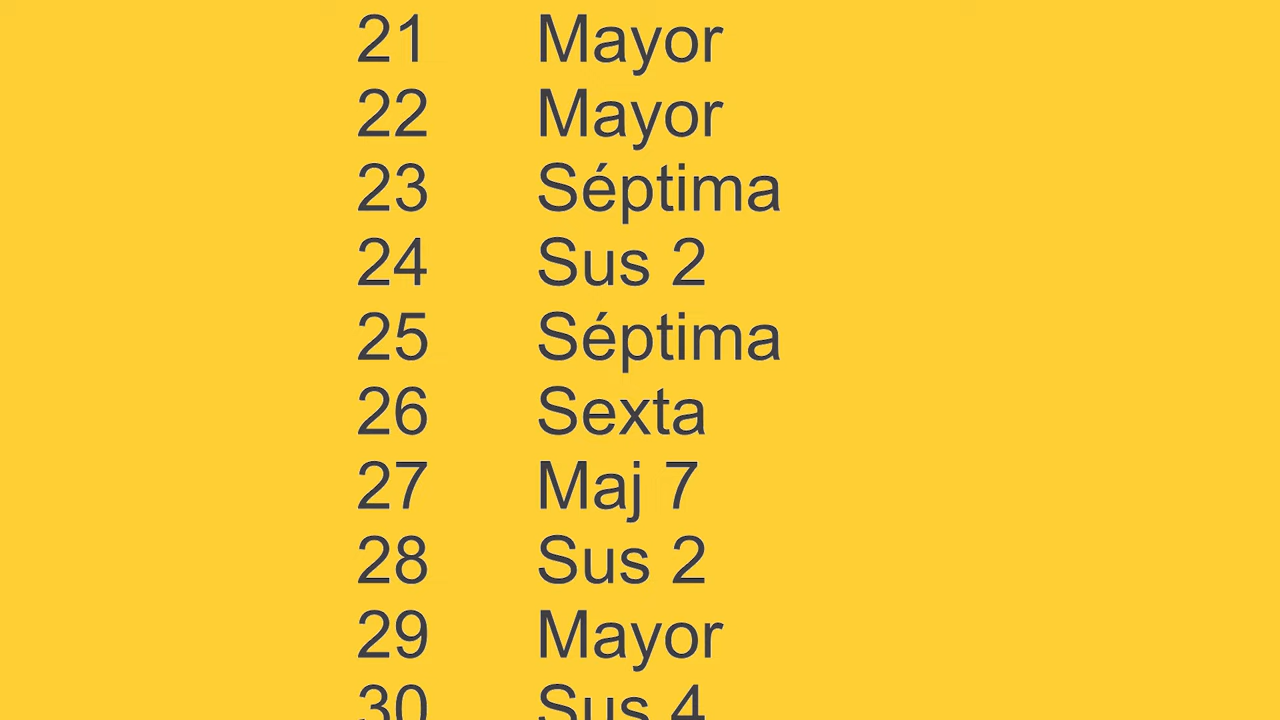 21 Mayor
22 Mayor
23 Séptima
24 Sus 2
25 Séptima
26 Sexta
27 Maj 7
28 Sus 2
29 Mayor
30 Sus 4